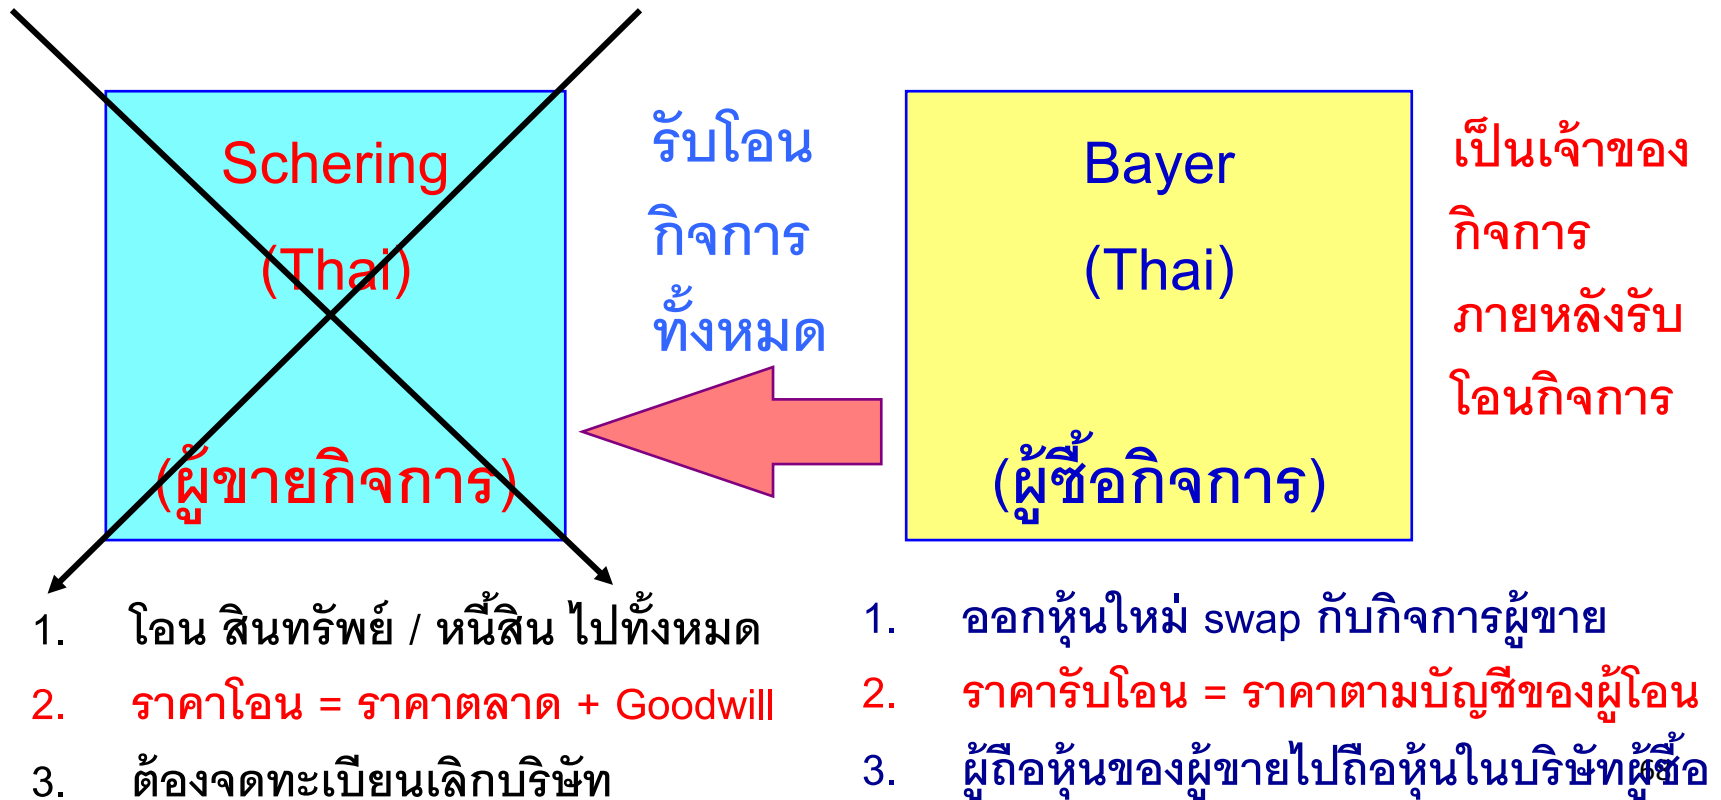 Schering
(Thai)
(ผู้ขายกิจการ)
รับโอน
กิจการ
ทั้งหมด
Bayer
(Thai)
(ผู้ซื้อกิจการ)
เป็นเจ้าของ
กิจการ
ภายหลังรับ
โอนกิจการ
1. โอน สินทรัพย์ / หนี้สิน ไปทั้งหมด
2. ราคาโอน = ราคาตลาด + Goodwill
3. ต้องจดทะเบียนเลิกบริษัท
1. ออกหุ้นใหม่ swap กับกิจการผู้ขาย
2. ราคารับโอน = ราคาตามบัญชีของผู้โอน
3. ผู้ถือหุ้นของผู้ขายไปถือหุ้นในบริษัทผู้ซื้อ
68